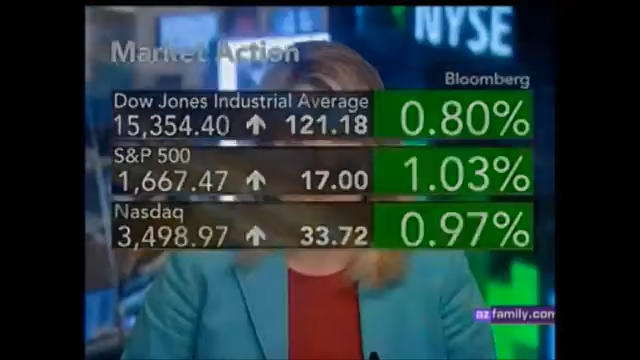 NYSE
Market Action
Bloomberg
Dow Jones Industrial Average
15,354.40 ↑ 121.18 0.80%
S&P 500
1,667.47 ↑ 17.00 1.03%
Nasdaq
3,498.97 ↑ 33.72 0.97%
azfamily.com